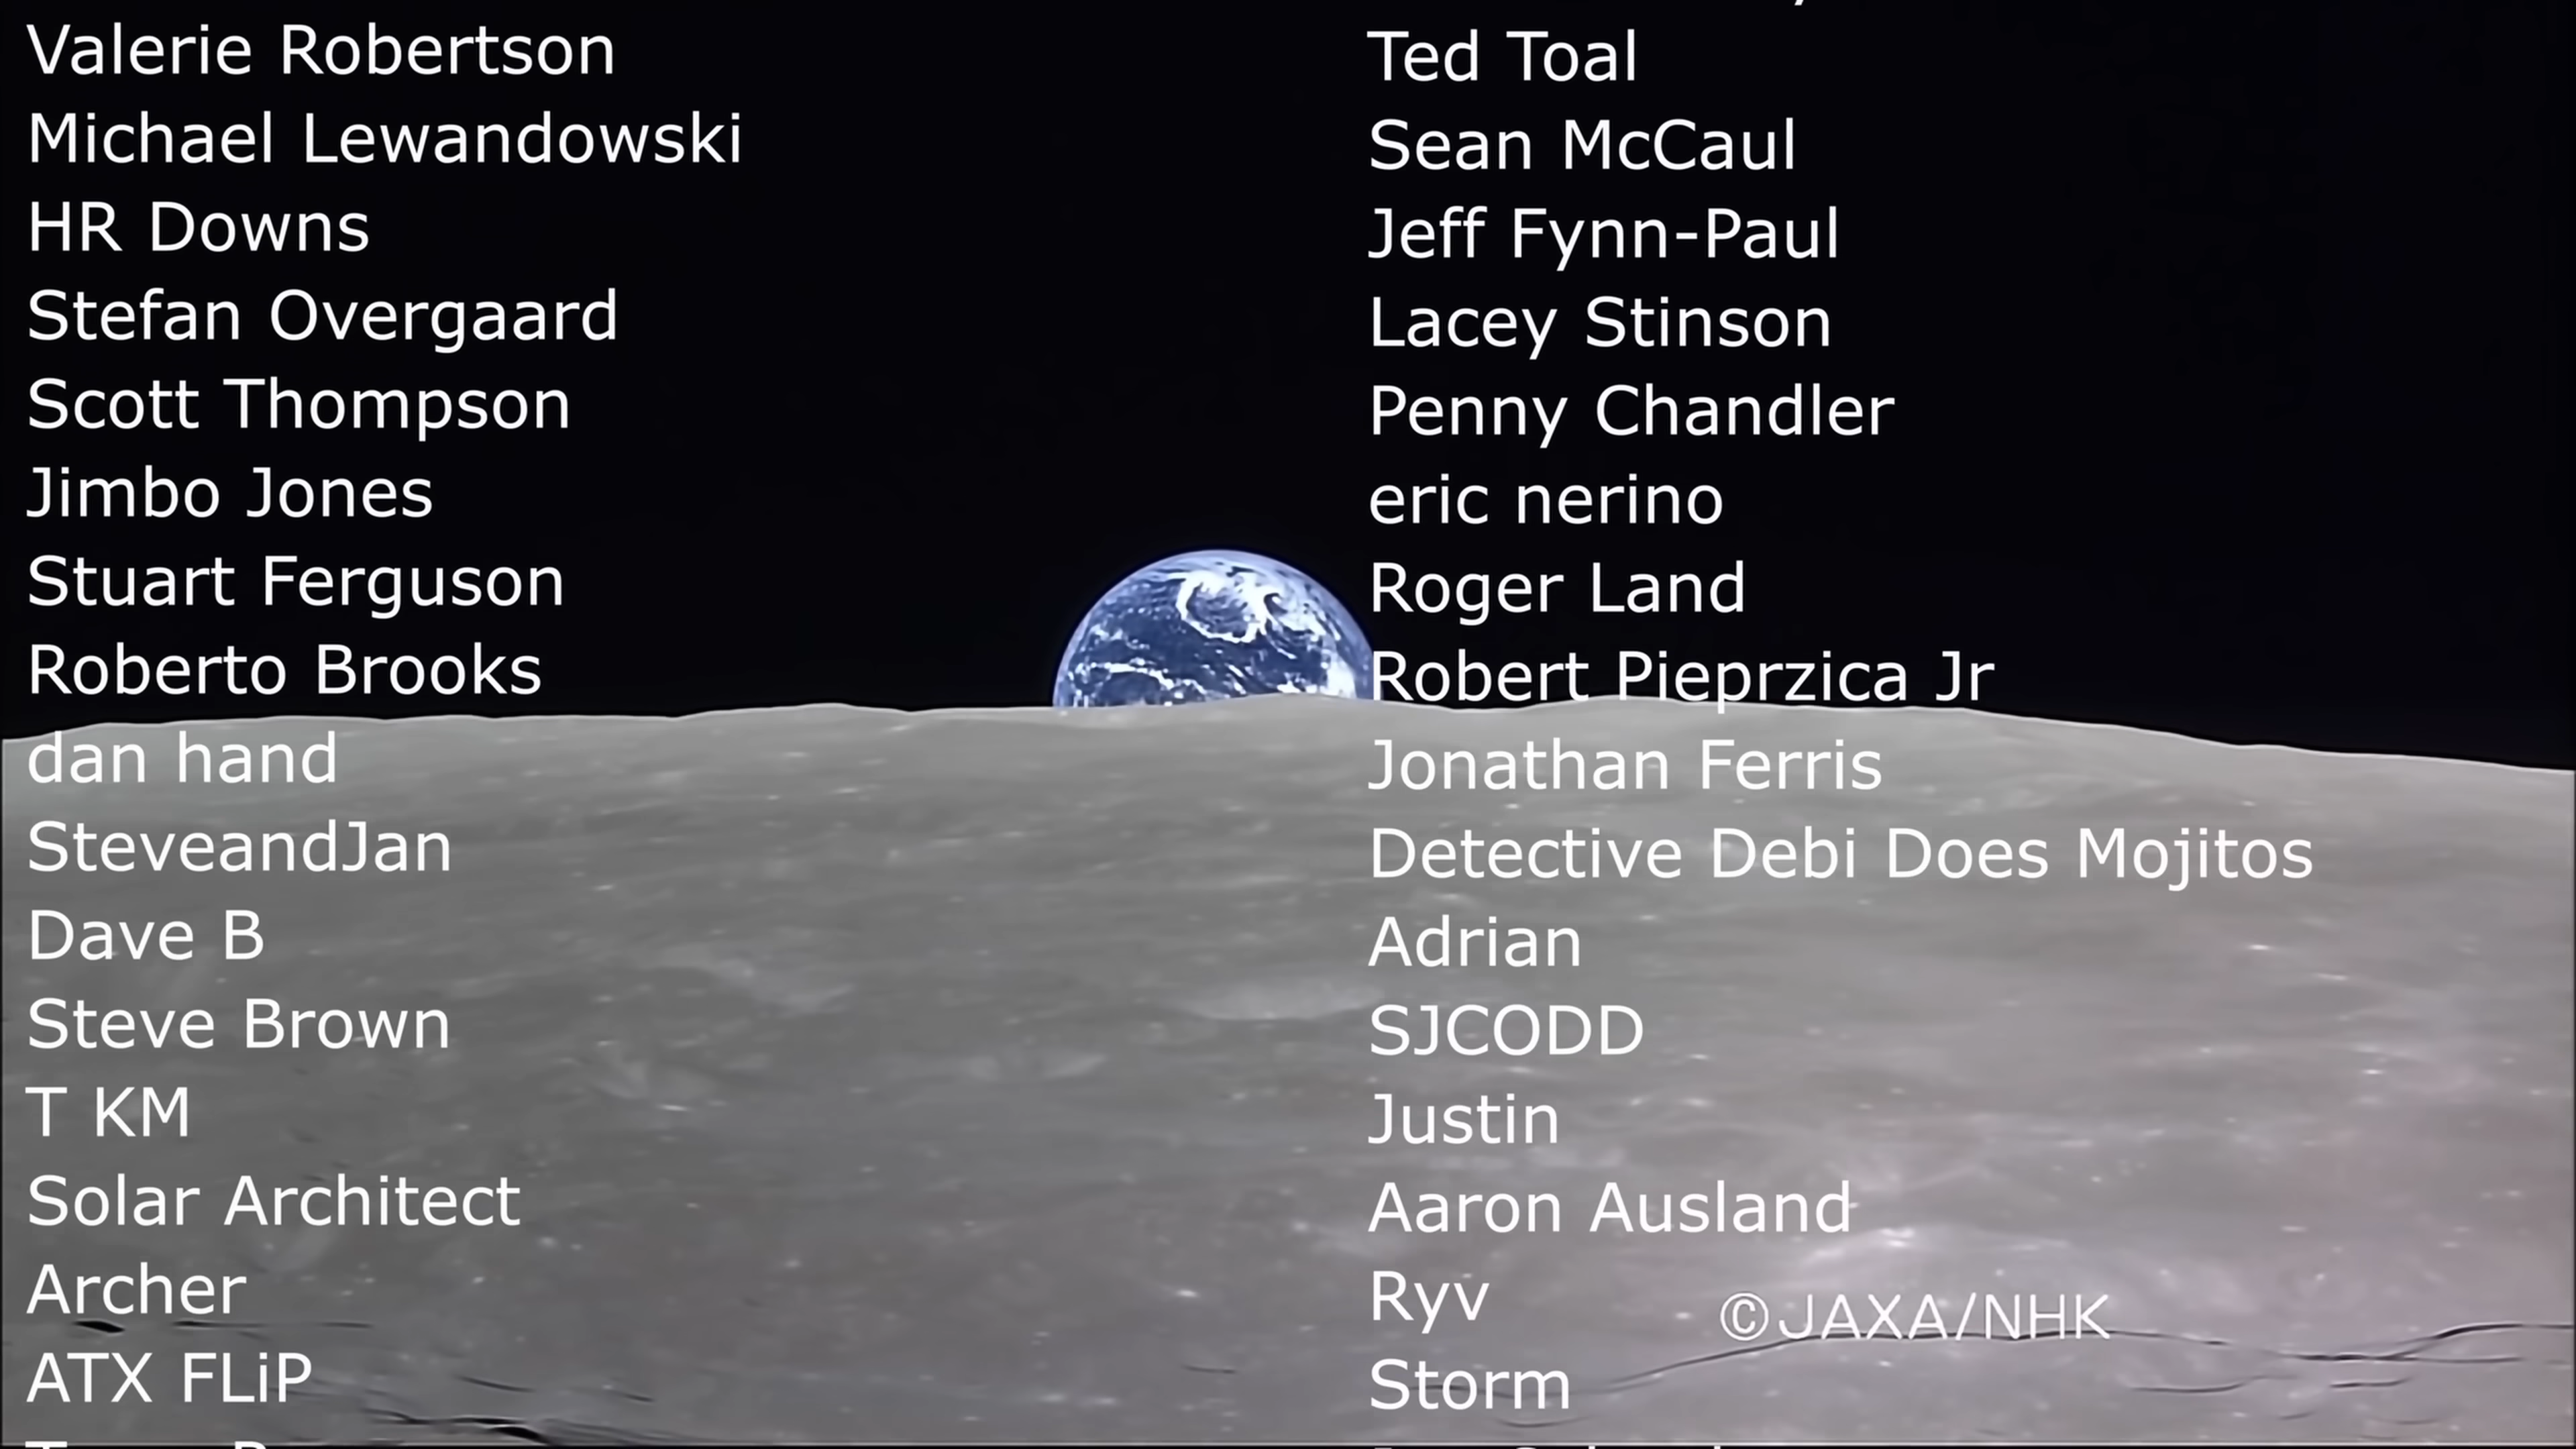 Valerie Robertson
Michael Lewandowski
HR Downs
Stefan Overgaard
Scott Thompson
Jimbo Jones
Stuart Ferguson
Roberto Brooks
dan hand
SteveandJan
Dave B
Steve Brown
T KM
Solar Architect
Archer
ATX FLiP
Ted Toal
Sean McCaul
Jeff Fynn-Paul
Lacey Stinson
Penny Chandler
eric nerino
Roger Land
Robert Pieprzica Jr
Jonathan Ferris
Detective Debi Does Mojitos
Adrian
SJCODD
Justin
Aaron Ausland
Ryv
Storm
©JAXA/NHK